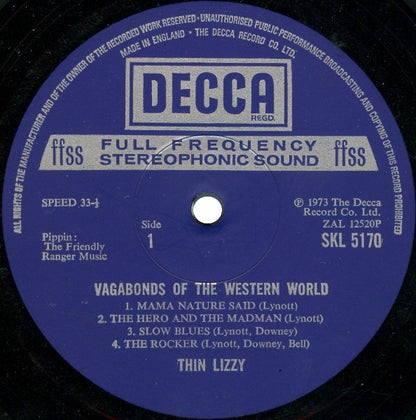 ALL RIGHTS OF THE MANUFACTURER AND OF THE OWNER OF THE RECORDED WORK RESERVED · UNAUTHORISED PUBLIC PERFORMANCE BROADCASTING AND COPYING OF THIS RECORD PROHIBITED
MADE IN ENGLAND. · THE DECCA RECORD CO. LTD.
DECCA
REGD.
ffss FULL FREQUENCY STEREOPHONIC SOUND ffss
SPEED 33⅓
Side
1
℗ 1973 The Decca
Record Co. Ltd.
ZAL 12520P
SKL 5170
Pippin :
The Friendly
Ranger Music
VAGABONDS OF THE WESTERN WORLD
1. MAMA NATURE SAID (Lynott)
2. THE HERO AND THE MADMAN (Lynott)
3. SLOW BLUES (Lynott, Downey)
4. THE ROCKER (Lynott, Downey, Bell)
THIN LIZZY